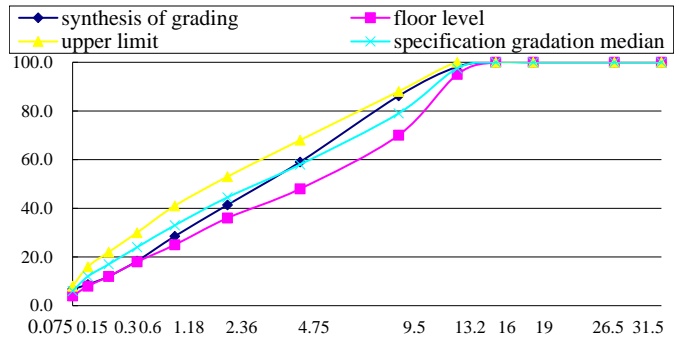 synthesis of grading floor level
upper limit specification gradation median
100.0
80.0
60.0
40.0
20.0
0.0
0.075 0.15 0.3 0.6 1.18 2.36 4.75 9.5 13.2 16 19 26.5 31.5